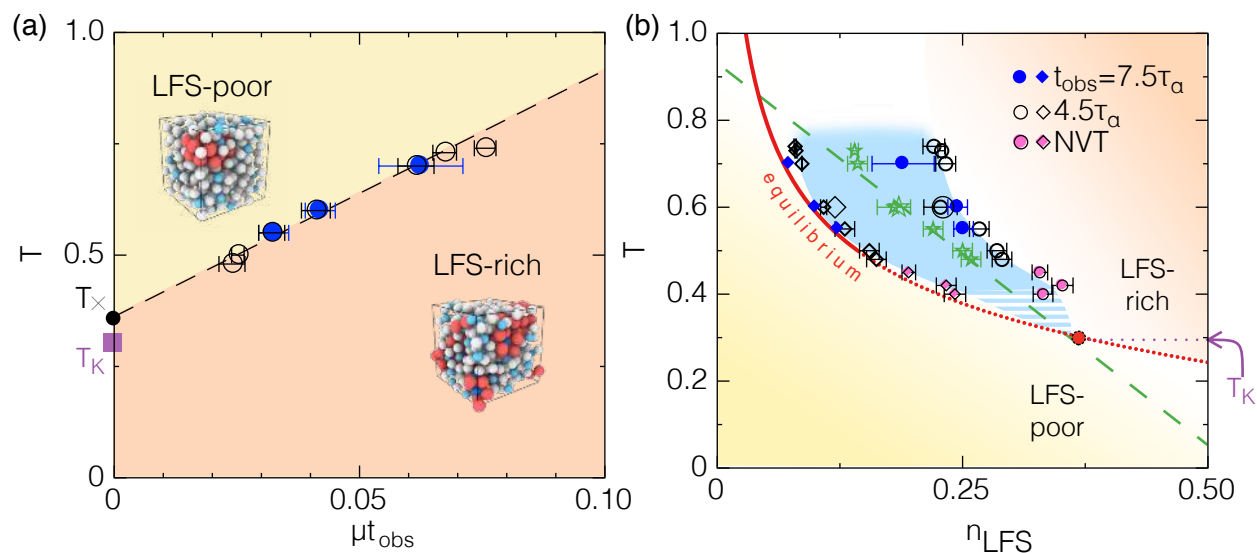 (a)
1.0
T
0.5
0
LFS-poor
LFS-rich
T×
TK
0
0.05
0.10
μtobs
(b)
1.0
0.8
T
0.6
0.4
0.2
0
tobs=7.5τα
4.5τα
NVT
equilibrium
LFS-
rich
LFS-
poor
TK
0
0.25
0.50
nLFS